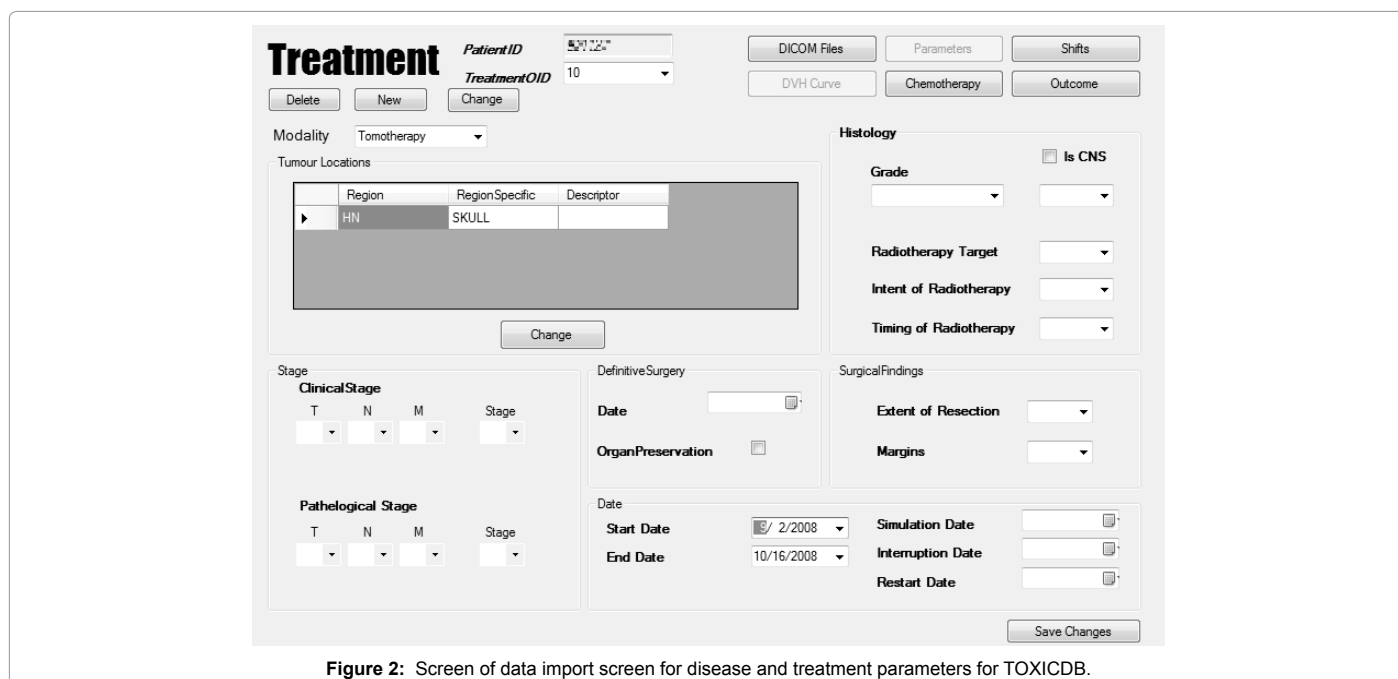 Treatment
PatientID
TreatmentOID 10
Delete New Change
DICOM Files Parameters Shifts
DVH Curve Chemotherapy Outcome
Modality Tomotherapy
Tumour Locations
Region RegionSpecific Descriptor
HN SKULL
Change
Histology
Is CNS
Grade
Radiotherapy Target
Intent of Radiotherapy
Timing of Radiotherapy
Stage
ClinicalStage
T N M Stage
Pathelogical Stage
T N M Stage
DefinitiveSurgery
Date
OrganPreservation
SurgicalFindings
Extent of Resection
Margins
Date
Start Date 9/ 2/2008
End Date 10/16/2008
Simulation Date
Interruption Date
Restart Date
Save Changes
Figure 2: Screen of data import screen for disease and treatment parameters for TOXICDB.